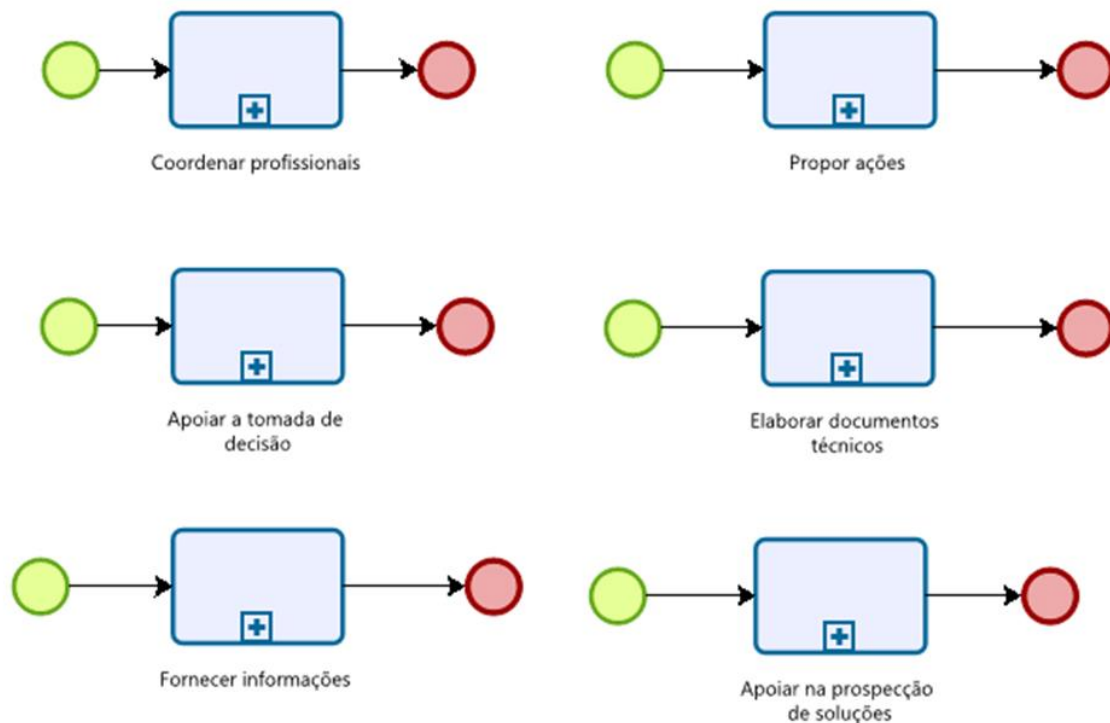 Coordenar profissionais
Propor ações
Apoiar a tomada de
decisão
Elaborar documentos
técnicos
Fornecer informações
Apoiar na prospecção
de soluções